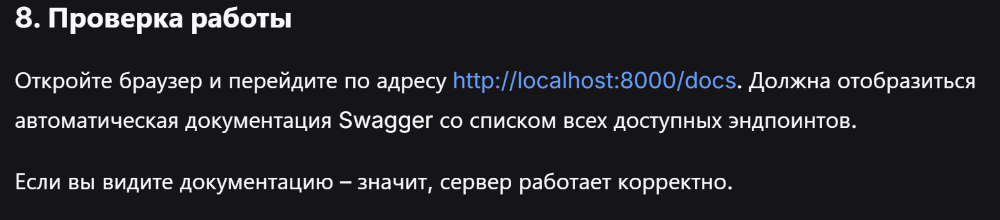 8. Проверка работы
Откройте браузер и перейдите по адресу http://localhost:8000/docs. Должна отобразиться
автоматическая документация Swagger со списком всех доступных эндпоинтов.
Если вы видите документацию – значит, сервер работает корректно.